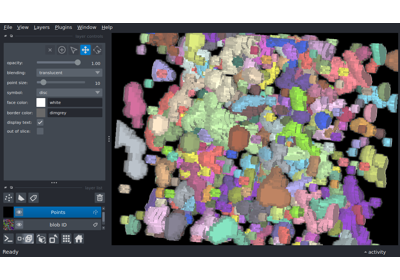 File View Layers Plugins Window Help
opacity: 1.00
blending: translucent
point size: 10
symbol: disc
face color: white
border color: dimgrey
display text:
out of slice:
Points
blob ID
Ready activity